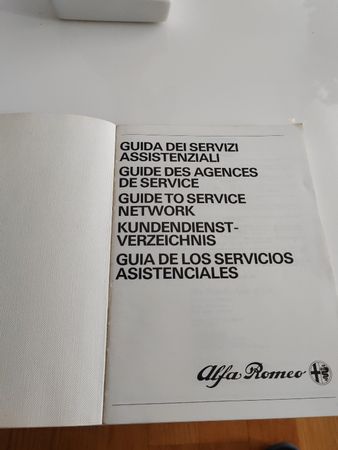 GUIDA DEI SERVIZI
ASSISTENZIALI
GUIDE DES AGENCES
DE SERVICE
GUIDE TO SERVICE
NETWORK
KUNDENDIENST-
VERZEICHNIS
GUIA DE LOS SERVICIOS
ASISTENCIALES
Alfa Romeo